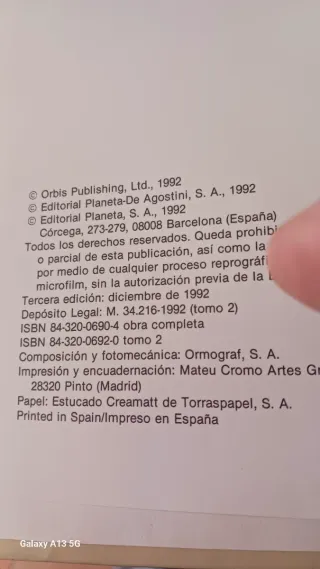 © Orbis Publishing, Ltd., 1992
© Editorial Planeta-De Agostini, S. A., 1992
© Editorial Planeta, S. A., 1992
Córcega, 273-279, 08008 Barcelona (España)
Todos los derechos reservados. Queda
o parcial de esta publicación, así como la
por medio de cualquier proceso
microfilm, sin la autorización previa de la
Tercera edición: diciembre de 1992
Depósito Legal: M. 34.216-1992 (tomo 2)
ISBN 84-320-0690-4 obra completa
ISBN 84-320-0692-0 tomo 2
Composición y fotomecánica: Ormograf, S. A.
Impresión y encuadernación: Mateu Cromo Artes
28320 Pinto (Madrid)
Papel: Estucado Creamatt de Torraspapel, S. A.
Printed in Spain/Impreso en España
Galaxy A13 5G